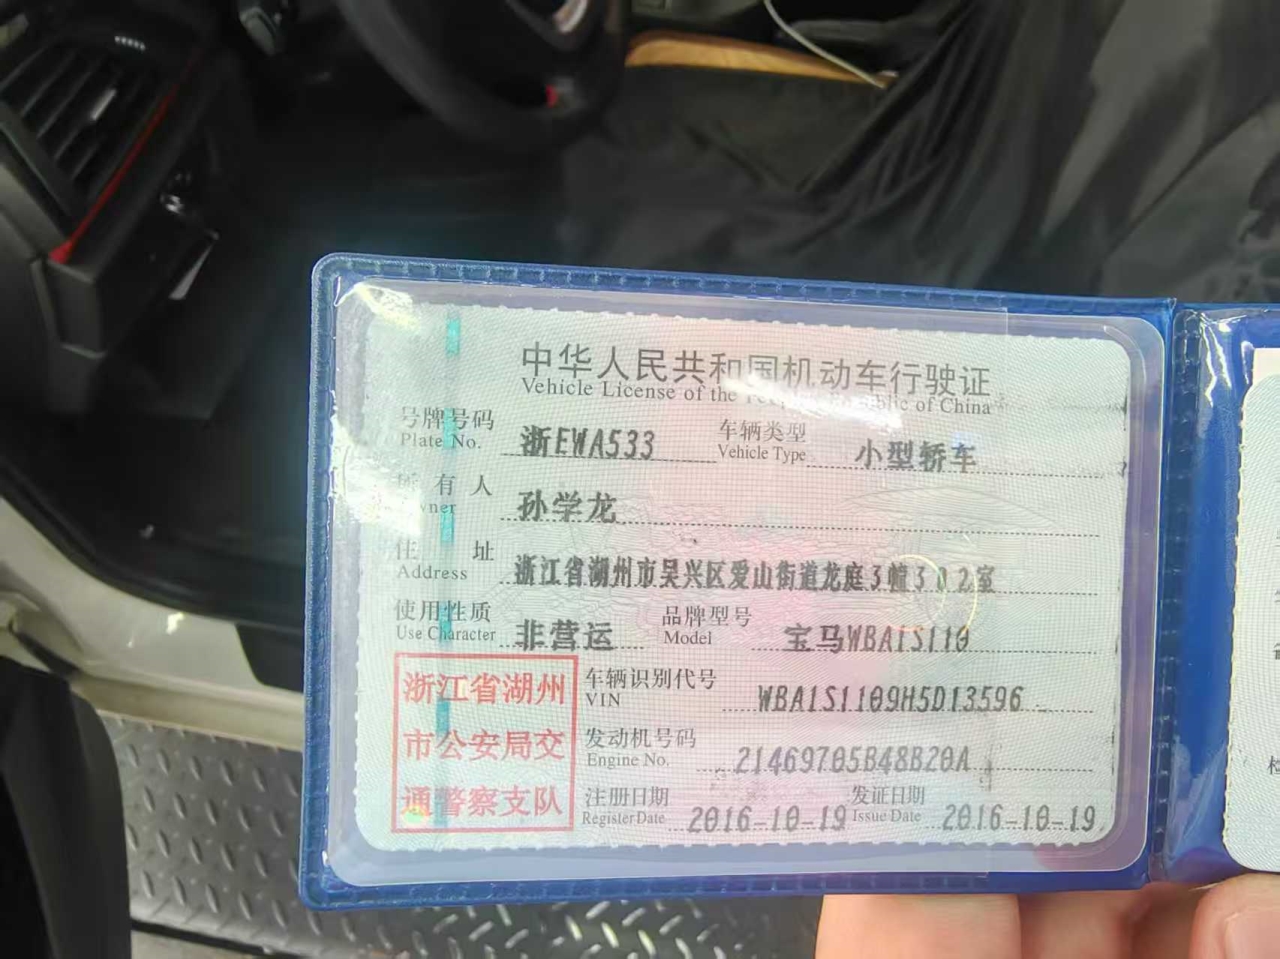 中华人民共和国机动车行驶证
Vehicle License of the People's Republic of China
号牌号码 浙EWA533 车辆类型 小型轿车
Plate No. Vehicle Type
所有人 孙学龙
Owner
住址 浙江省湖州市吴兴区爱山街道龙庭3幢302室
Address
使用性质 非营运 品牌型号 宝马WBA1S110
Use Character Model
浙江省湖州
市公安局交
通警察支队
车辆识别代号 WBA1S1109H5D13596
VIN
发动机号码 21469705B48B20A
Engine No.
注册日期 2016-10-19 发证日期 2016-10-19
Register Date Issue Date